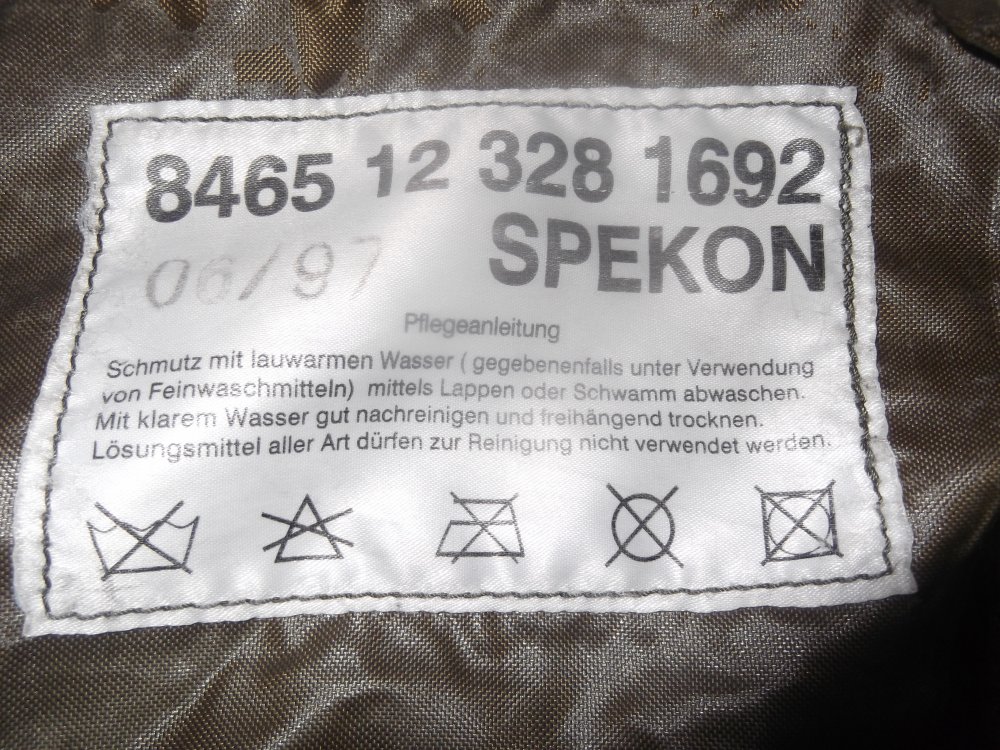 8465 12 328 1692
06/97 SPEKON
Pflegeanleitung
Schmutz mit lauwarmen Wasser ( gegebenenfalls unter Verwendung
von Feinwaschmitteln) mittels Lappen oder Schwamm abwaschen.
Mit klarem Wasser gut nachreinigen und freihängend trocknen.
Lösungsmittel aller Art dürfen zur Reinigung nicht verwendet werden.